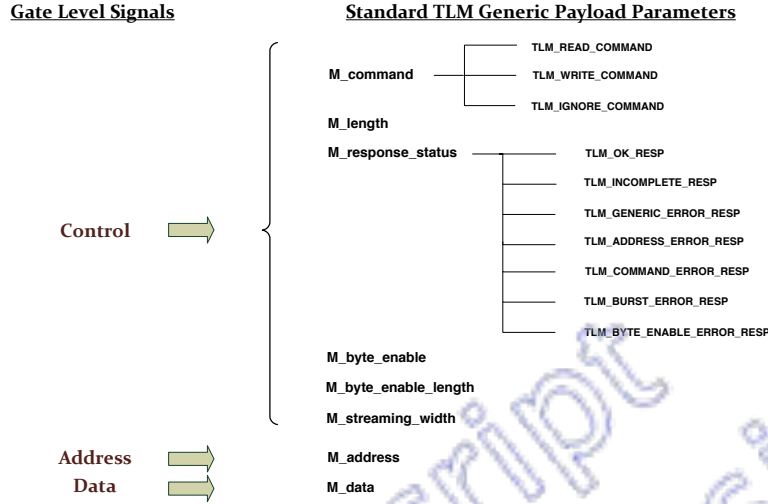 Gate Level Signals
Standard TLM Generic Payload Parameters
TLM_READ_COMMAND
M_command
TLM_WRITE_COMMAND
TLM_IGNORE_COMMAND
M_length
M_response_status
TLM_OK_RESP
TLM_INCOMPLETE_RESP
TLM_GENERIC_ERROR_RESP
Control
TLM_ADDRESS_ERROR_RESP
TLM_COMMAND_ERROR_RESP
TLM_BURST_ERROR_RESP
TLM_BYTE_ENABLE_ERROR_RESP
M_byte_enable
M_byte_enable_length
M_streaming_width
Address
M_address
Data
M_data